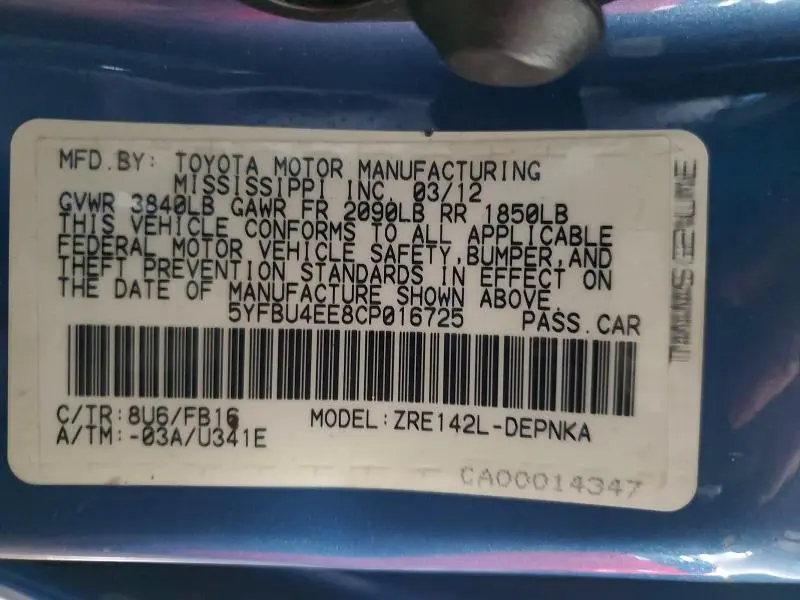 MFD.BY: TOYOTA MOTOR MANUFACTURING
MISSISSIPPI INC. 03/12
GVWR 3840LB GAWR FR 2090LB RR 1850LB
THIS VEHICLE CONFORMS TO ALL APPLICABLE
FEDERAL MOTOR VEHICLE SAFETY,BUMPER,AND
THEFT PREVENTION STANDARDS IN EFFECT ON
THE DATE OF MANUFACTURE SHOWN ABOVE.
5YFBU4EE8CP016725 PASS.CAR
C/TR:8U6/FB16 MODEL:ZRE142L-DEPNKA
A/TM:-03A/U341E
CA00014347